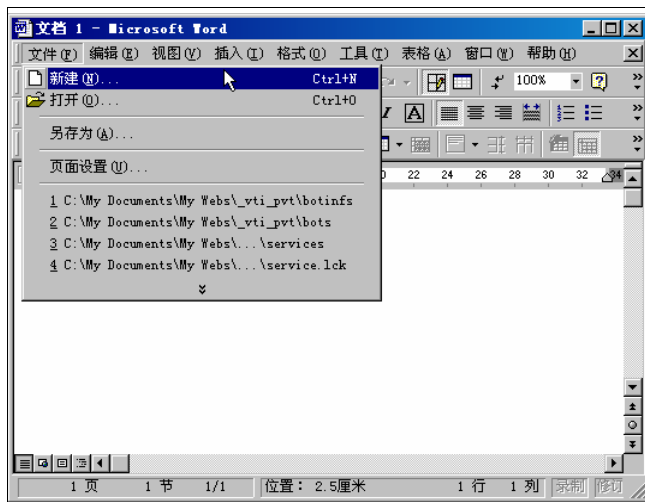 文档 1 - Microsoft Word
文件(F) 编辑(E) 视图(V) 插入(I) 格式(O) 工具(T) 表格(A) 窗口(W) 帮助(H)
新建(N)... Ctrl+N
100%
打开(O)... Ctrl+O
另存为(A)...
页面设置(U)...
22 24 26 28 30 32 34
1 C:\My Documents\My Webs\_vti_pvt\botinfs
2 C:\My Documents\My Webs\_vti_pvt\bots
3 C:\My Documents\My Webs\...\services
4 C:\My Documents\My Webs\...\service.lck
1 页 1 节 1/1 位置: 2.5厘米 1 行 1 列 录制 修订